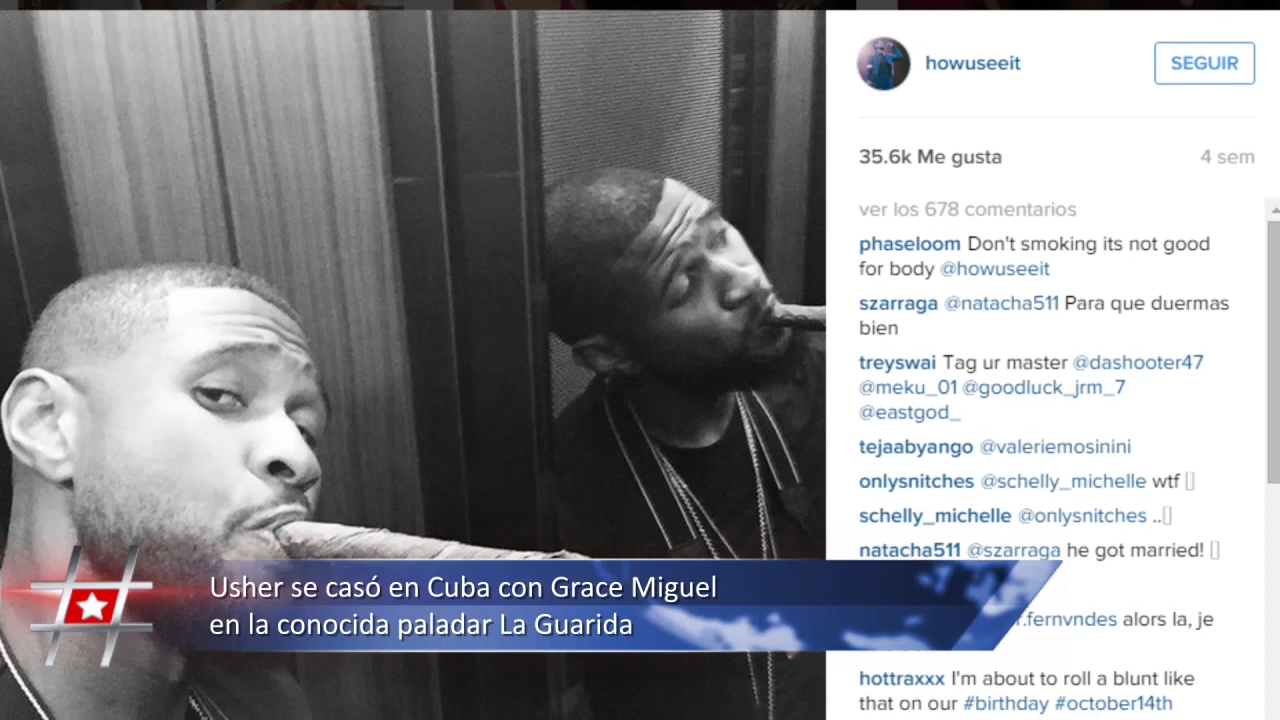 howuseeit
SEGUIR
35.6k Me gusta
4 sem
ver los 678 comentarios
phaseloom Don't smoking its not good
for body @howuseeit
szarraga @natacha511 Para que duermas
bien
treyswai Tag ur master @dashooter47
@meku_01 @goodluck_jrm_7
@eastgod_
tejaabyango @valeriemosinini
onlysnitches @schelly_michelle wtf
schelly_michelle @onlysnitches ..
natacha511 @szarraga he got married!
r.fernvndes alors la, je
hottraxxx I'm about to roll a blunt like
that on our #birthday #october14th
Usher se casó en Cuba con Grace Miguel
en la conocida paladar La Guarida